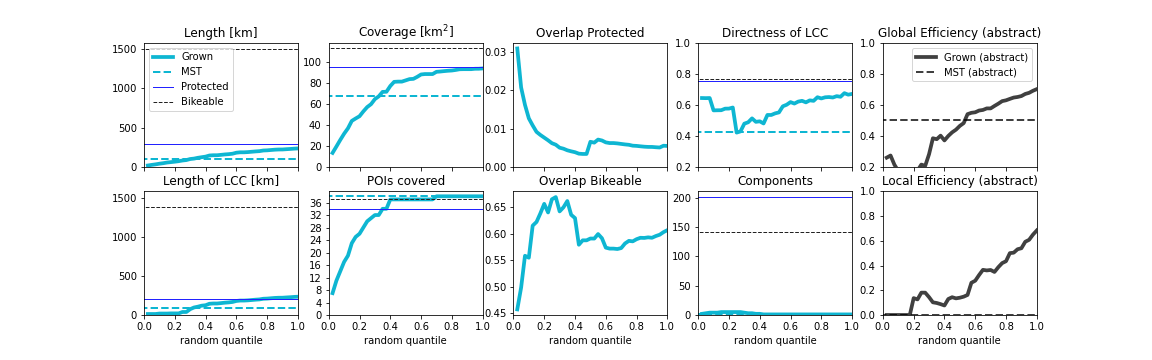 Length [km]
Coverage [km²]
Overlap Protected
Directness of LCC
Global Efficiency (abstract)
1500
1000
500
0
Grown
MST
Protected
Bikeable
100
80
60
40
20
0
0.03
0.02
0.01
0.00
1.0
0.8
0.6
0.4
0.2
1.0
0.8
0.6
0.4
0.2
Grown (abstract)
MST (abstract)
Length of LCC [km]
POIs covered
Overlap Bikeable
Components
Local Efficiency (abstract)
1500
1000
500
0
36
32
28
24
20
16
12
8
4
0
0.65
0.60
0.55
0.50
0.45
200
150
100
50
0
1.0
0.8
0.6
0.4
0.2
0.0
0.0 0.2 0.4 0.6 0.8 1.0
0.0 0.2 0.4 0.6 0.8 1.0
0.0 0.2 0.4 0.6 0.8 1.0
0.0 0.2 0.4 0.6 0.8 1.0
0.0 0.2 0.4 0.6 0.8 1.0
random quantile
random quantile
random quantile
random quantile
random quantile